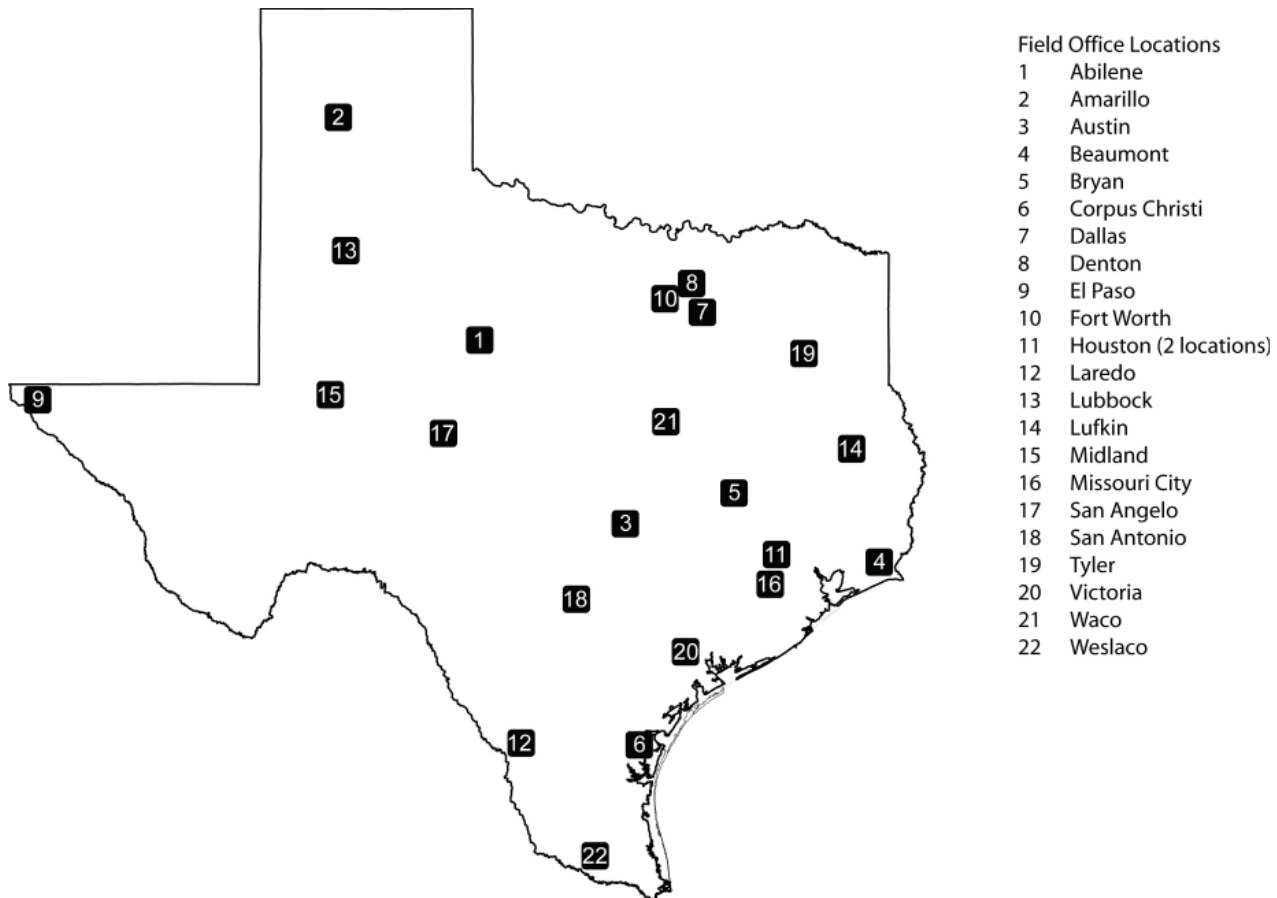 Field Office Locations
1 Abilene
2 Amarillo
3 Austin
4 Beaumont
5 Bryan
6 Corpus Christi
7 Dallas
8 Denton
9 El Paso
10 Fort Worth
11 Houston (2 locations)
12 Laredo
13 Lubbock
14 Lufkin
15 Midland
16 Missouri City
17 San Angelo
18 San Antonio
19 Tyler
20 Victoria
21 Waco
22 Weslaco
2
13
8
10
7
1
19
15
9
21
17
14
5
3
11
4
16
18
20
12
6
22